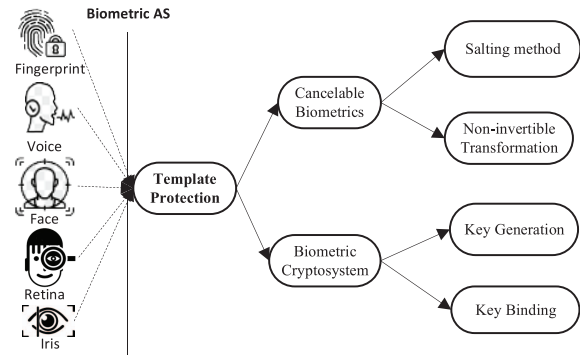 Biometric AS
Fingerprint
Voice
Face
Retina
Iris
Template
Protection
Cancelable
Biometrics
Biometric
Cryptosystem
Salting method
Non-invertible
Transformation
Key Generation
Key Binding